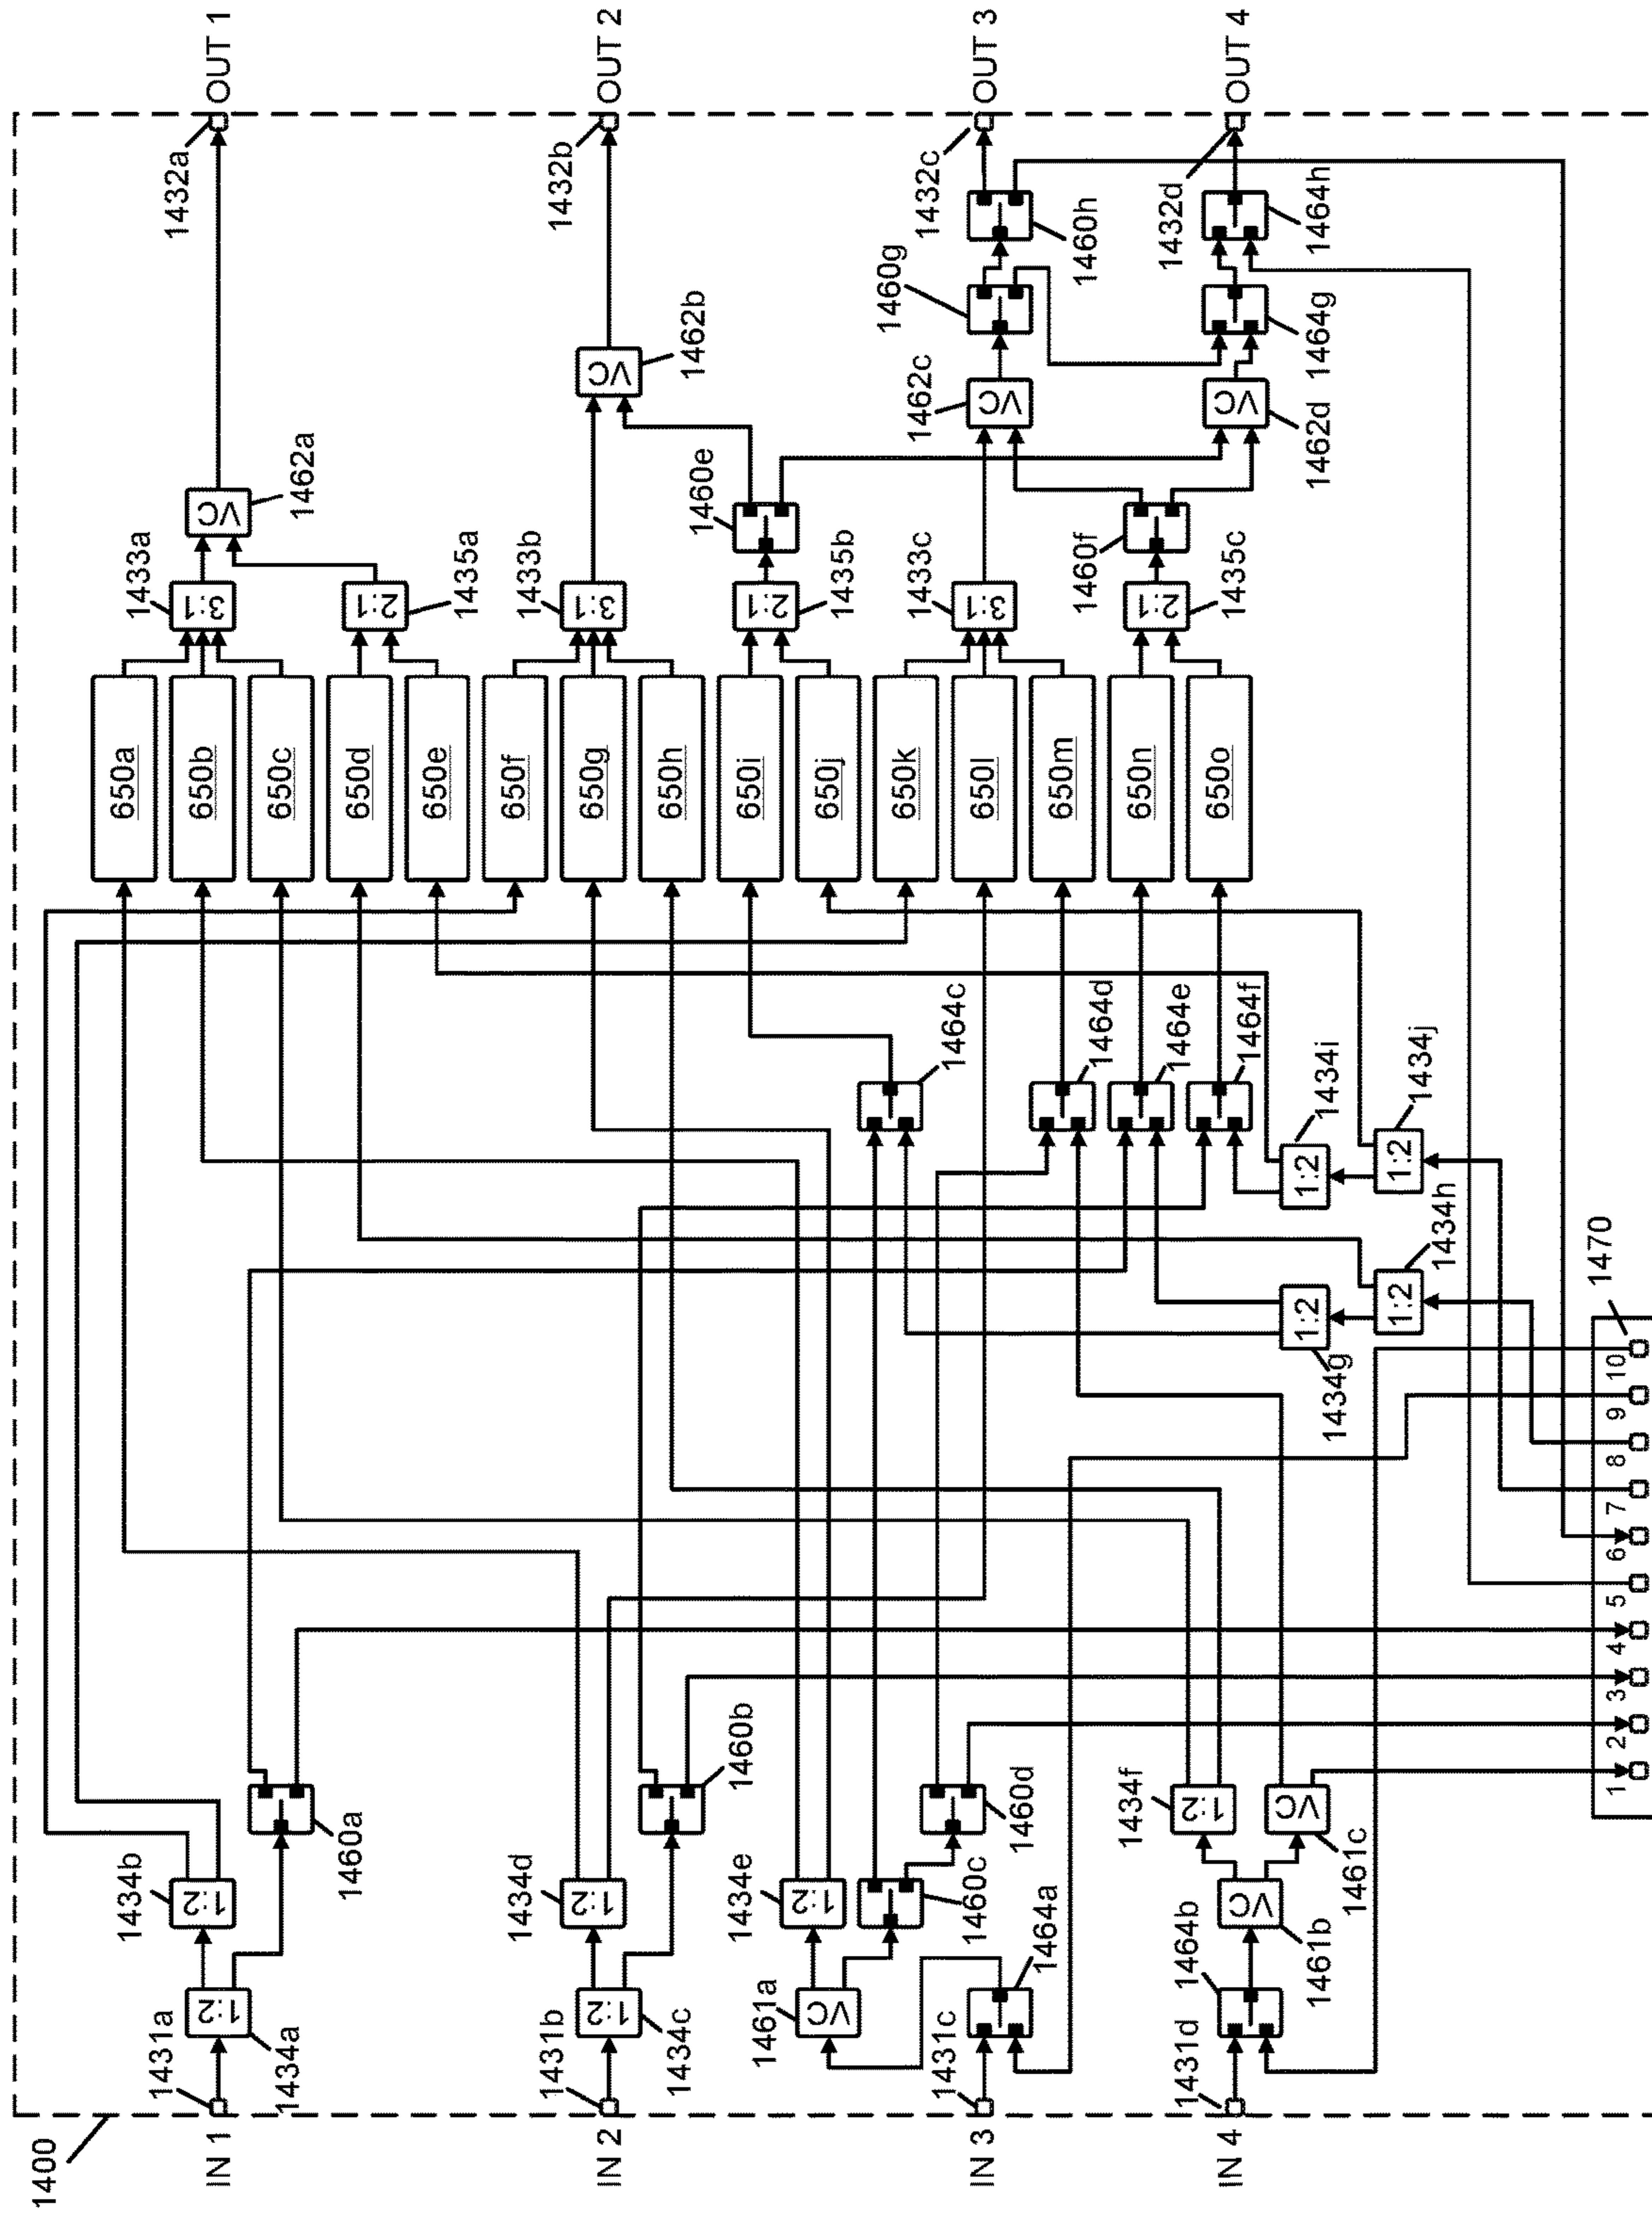 1400
IN 1
1431a
1434a
1:2
1434b
1:2
1460a
IN 2
1431b
1434c
1:2
1434d
1:2
1460b
IN 3
1431c
1464a
1461a
VC
1434e
1:2
1460c
1460d
IN 4
1431d
1464b
1461b
VC
1434f
1:2
1461c
VC
1434g
1:2
1434h
1:2
1434i
1:2
1434j
1:2
1464c
1464d
1464e
1464f
650a
650b
650c
650d
650e
650f
650g
650h
650i
650j
650k
650l
650m
650n
650o
1433a
3:1
1435a
2:1
1433b
3:1
1435b
2:1
1433c
3:1
1435c
2:1
1460e
1460f
1462a
VC
1462b
VC
1462c
VC
1462d
VC
1460g
1464g
1460h
1464h
1432a
OUT 1
1432b
OUT 2
1432c
OUT 3
1432d
OUT 4
1470
1
2
3
4
5
6
7
8
9
10